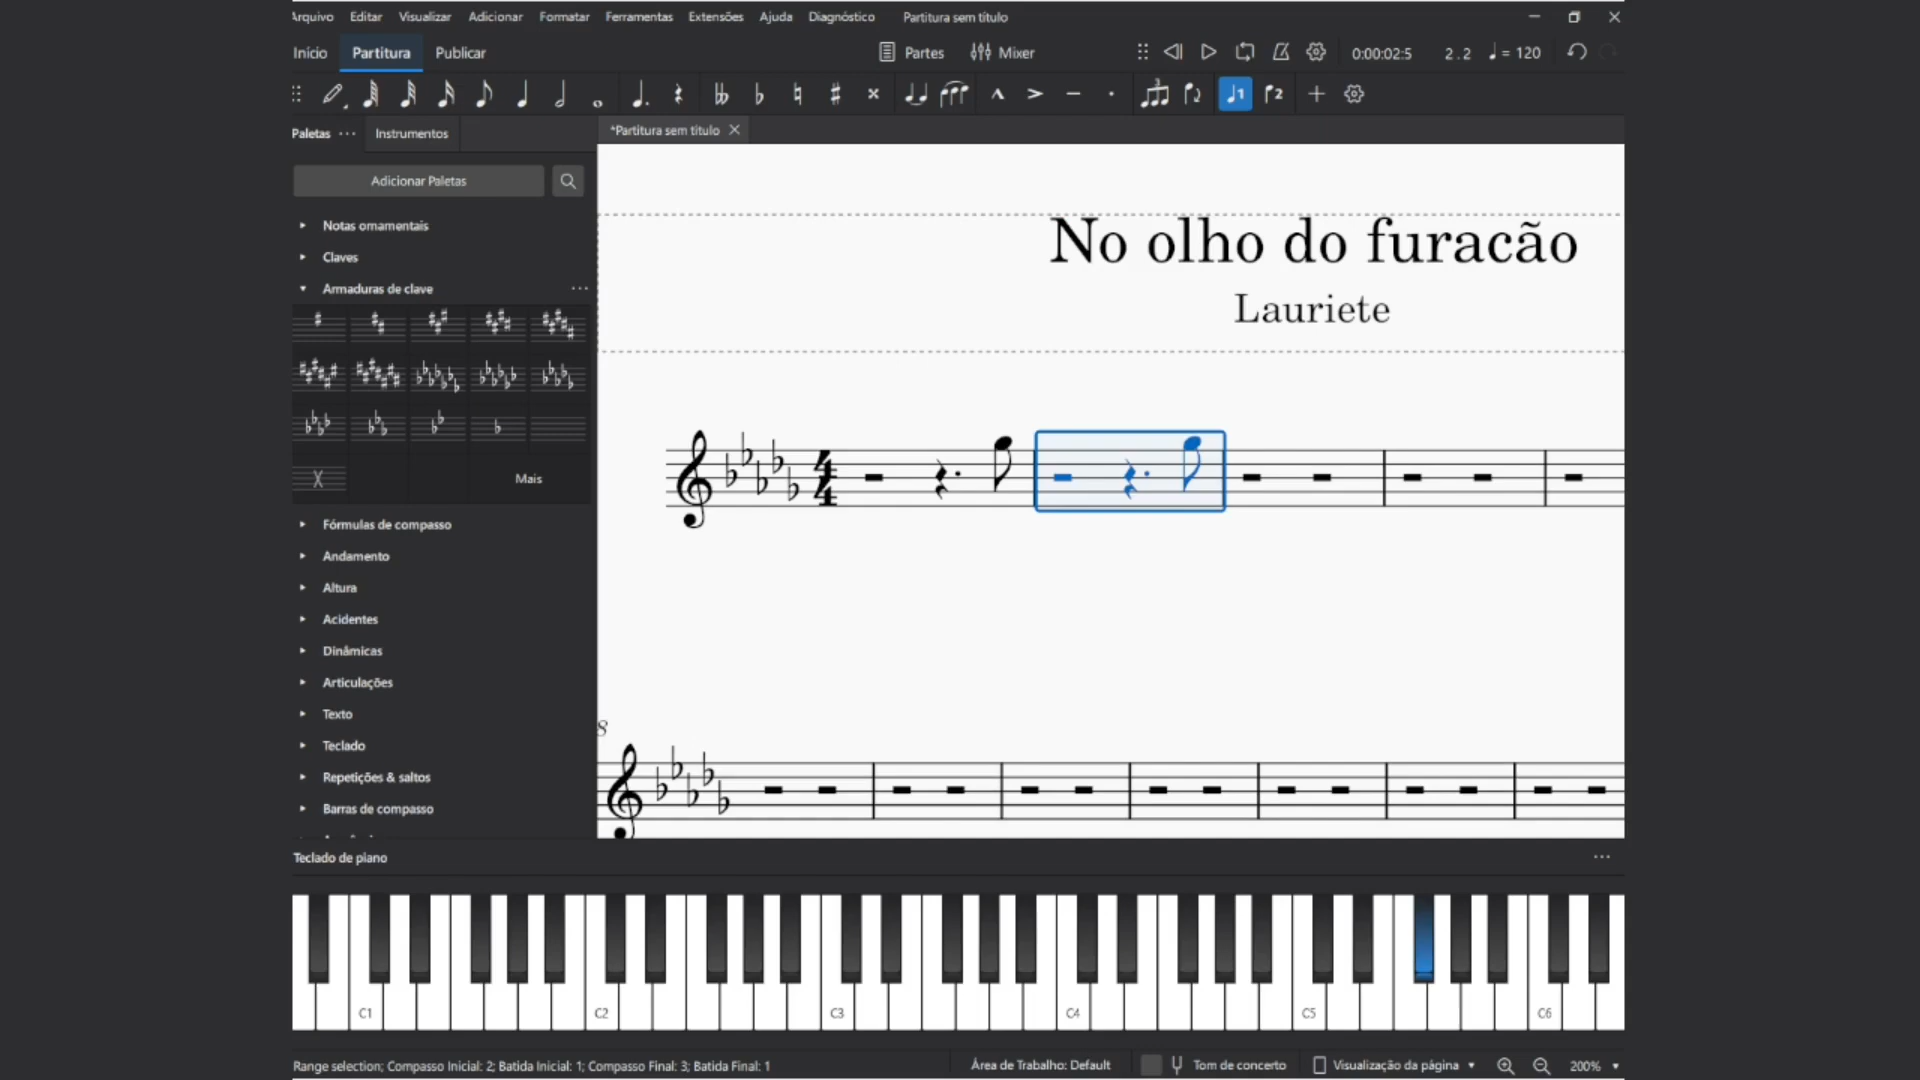 Arquivo Editar Visualizar Adicionar Formatar Ferramentas Extensões Ajuda Diagnóstico Partitura sem título
Início Partitura Publicar Partes Mixer 0:00:02:5 2.2 = 120
1 2
Paletas Instrumentos *Partitura sem título
Adicionar Paletas
Notas ornamentais
Claves
Armaduras de clave
Mais
Fórmulas de compasso
Andamento
Altura
Acidentes
Dinâmicas
Articulações
Texto
Teclado
Repetições & saltos
Barras de compasso
No olho do furacão
Lauriete
4
4
8
Teclado de piano
C1 C2 C3 C4 C5 C6
Range selection; Compasso Inicial: 2; Batida Inicial: 1; Compasso Final: 3; Batida Final: 1 Área de Trabalho: Default Tom de concerto Visualização da página 200%